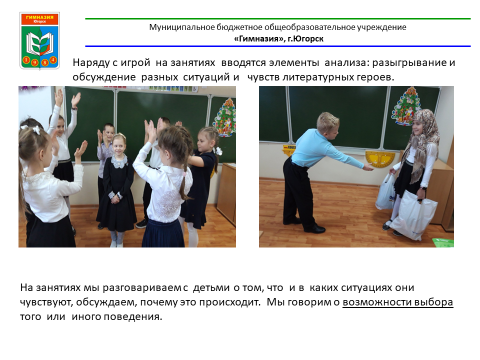 ГИМНАЗИЯ
Югорск
1994
Муниципальное бюджетное общеобразовательное учреждение
«Гимназия», г.Югорск
Наряду с игрой на занятиях вводятся элементы анализа: разыгрывание и
обсуждение разных ситуаций и чувств литературных героев.
На занятиях мы разговариваем с детьми о том, что и в каких ситуациях они
чувствуют, обсуждаем, почему это происходит. Мы говорим о возможности выбора
того или иного поведения.